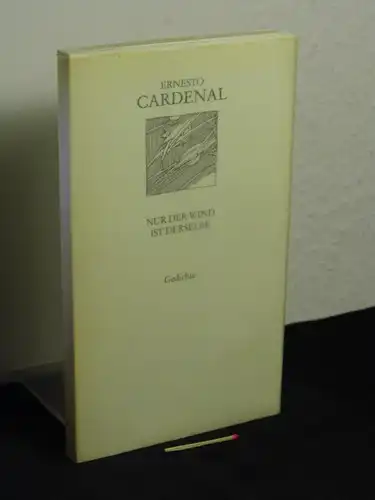 ERNESTO
CARDENAL
NUR DER WIND
IST DERSELBE
Gedichte